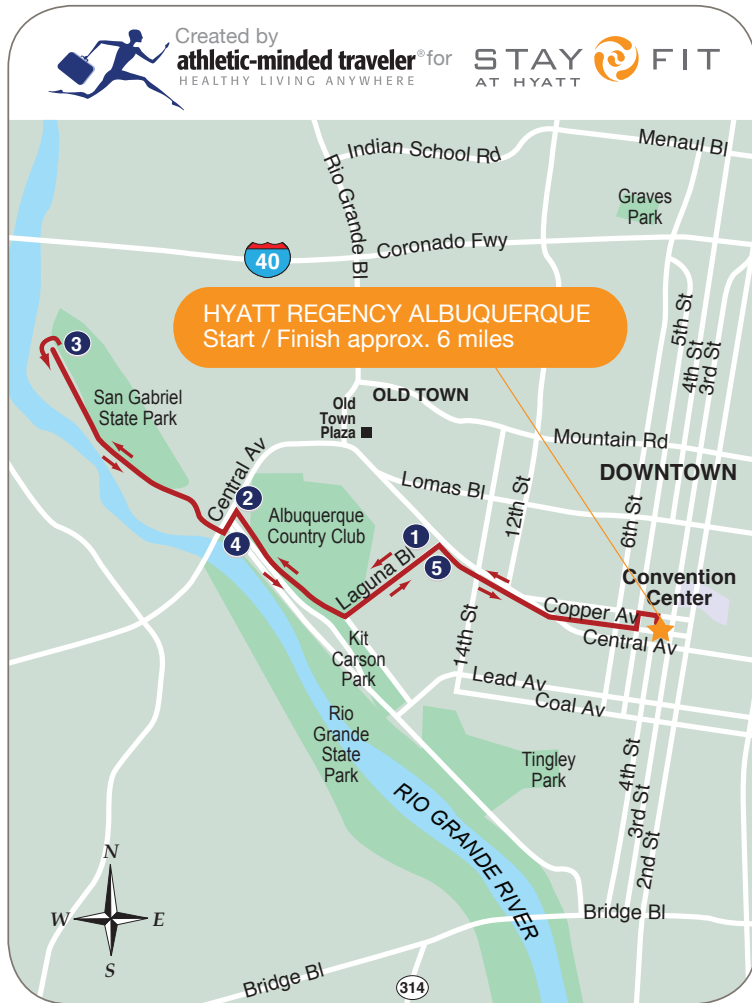 Created by
athletic-minded traveler® for
HEALTHY LIVING ANYWHERE
STAY FIT
AT HYATT
Menaul Bl
Indian School Rd
Rio Grande Bl
Graves
Park
Coronado Fwy
40
HYATT REGENCY ALBUQUERQUE
Start / Finish approx. 6 miles
5th St
4th St
3rd St
3
San Gabriel
State Park
OLD TOWN
Old
Town
Plaza
Mountain Rd
DOWNTOWN
Central Av
Lomas Bl
12th St
6th St
2
Albuquerque
Country Club
1
4
5
Laguna Bl
Convention
Center
Copper Av
Central Av
14th St
Kit
Carson
Park
Lead Av
Coal Av
Rio
Grande
State
Park
Tingley
Park
4th St
3rd St
2nd St
RIO GRANDE RIVER
N
W
E
S
Bridge Bl
Bridge Bl
314